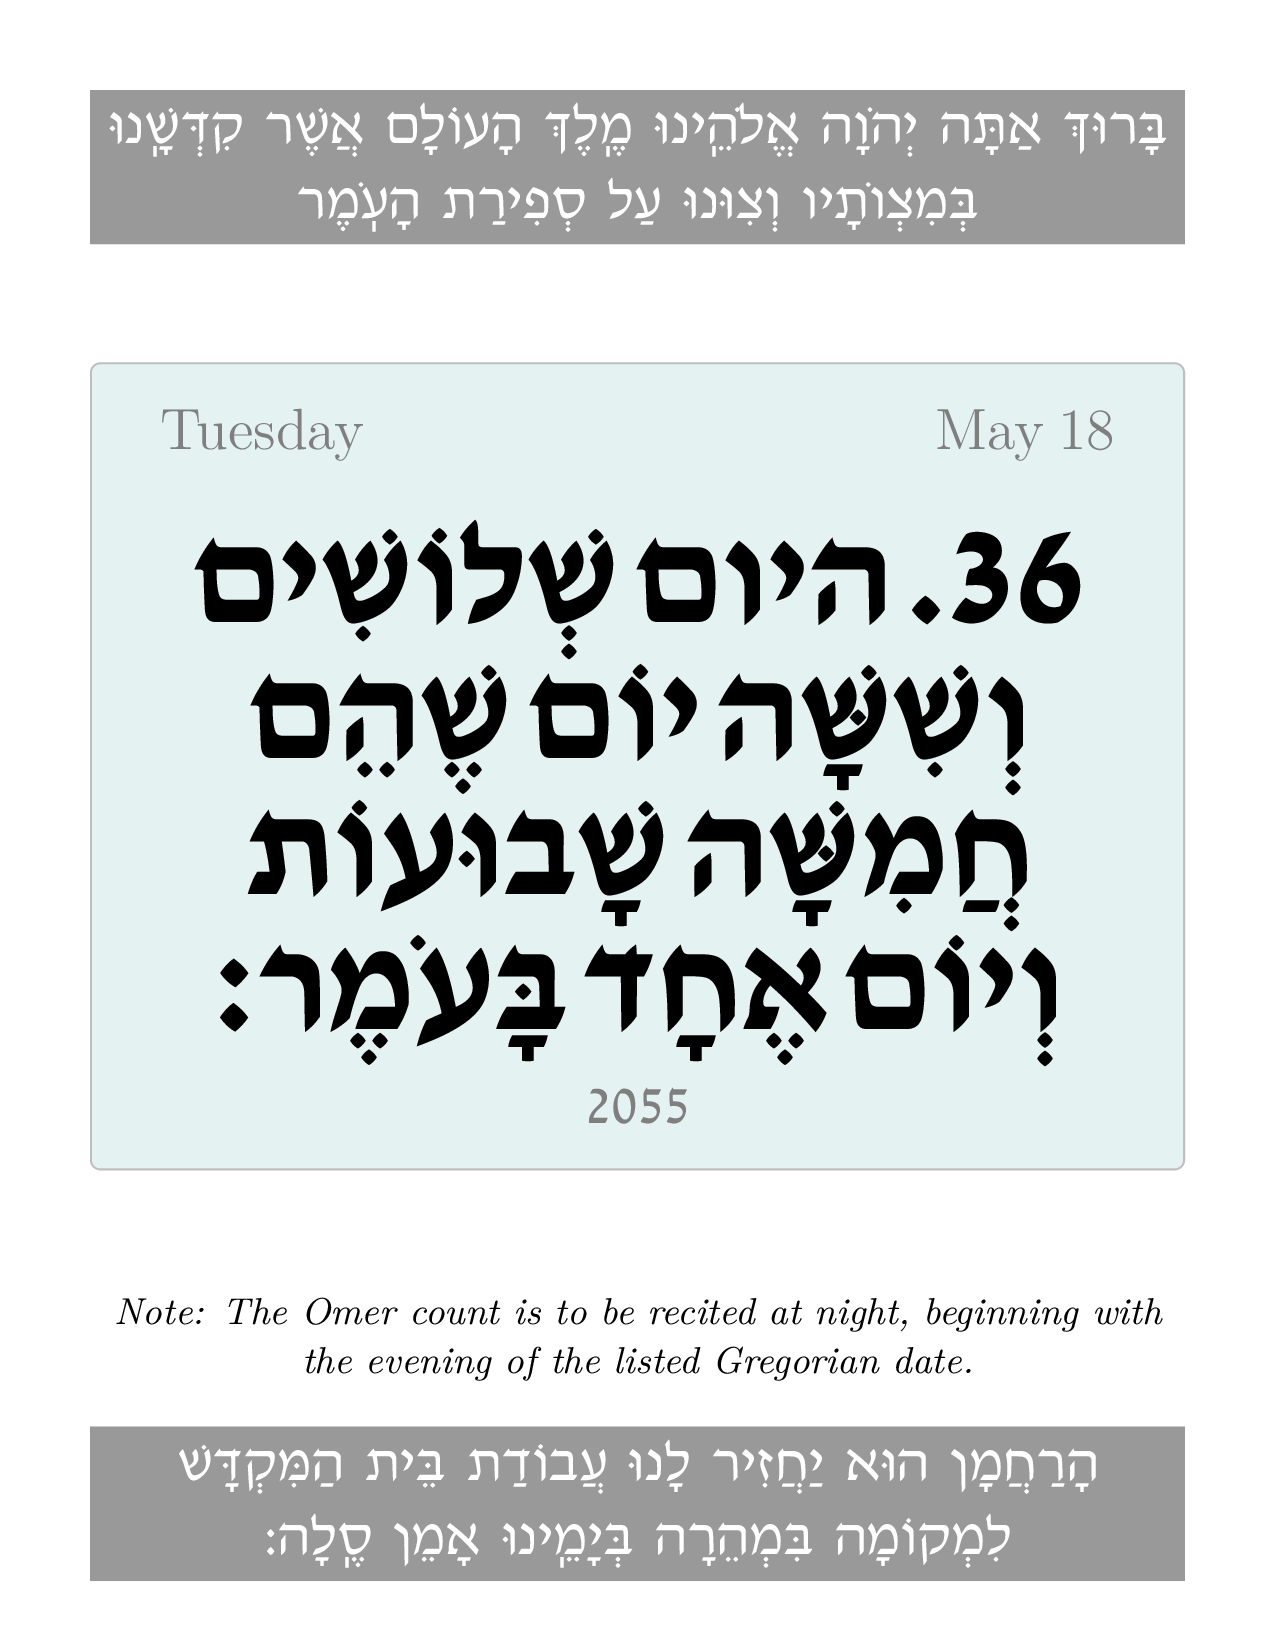 בָּרוּךְ אַתָּה יְהֹוָה אֱלֹהֵֽינוּ מֶֽלֶךְ הָעוֹלָם אֲשֶׁר קִדְּשָֽׁנוּ
בְּמִצְוֹתָיו וְצִוּנוּ עַל סְפִירַת הָעֹֽמֶר
Tuesday May 18
36. היום שְׁלוֹשִׁים
וְשִׁשָּׁה יוֹם שֶׁהֵם
חֲמִשָּׁה שָׁבוּעוֹת
וְיוֹם אֶחָד בָּעֹמֶר׃
2055
Note: The Omer count is to be recited at night, beginning with
the evening of the listed Gregorian date.
הָרַחֲמָן הוּא יַחֲזִיר לָנוּ עֲבוֹדַת בֵּית הַמִּקְדָּשׁ
לִמְקוֹמָהּ בִּמְהֵרָה בְּיָמֵֽינוּ אָמֵן סֶֽלָה׃